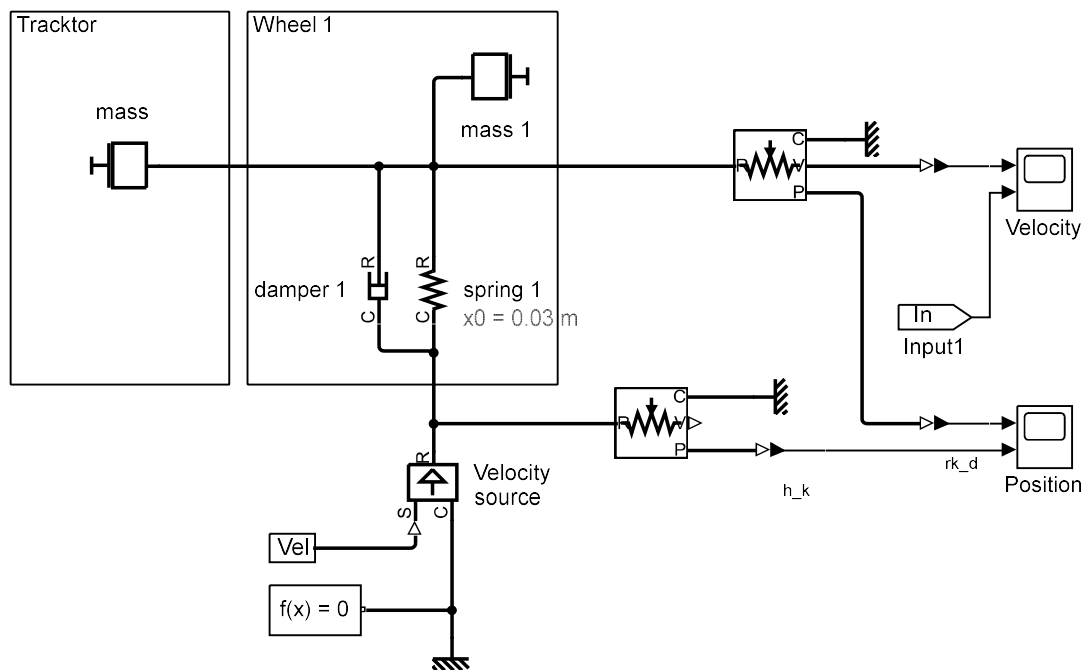 Tracktor
Wheel 1
mass
mass 1
C
P
V
P
Velocity
R
R
damper 1
spring 1
C
C
x0 = 0.03 m
In
Input1
C
P
V
P
rk_d
h_k
Position
R
Velocity
source
S
C
Vel
f(x) = 0